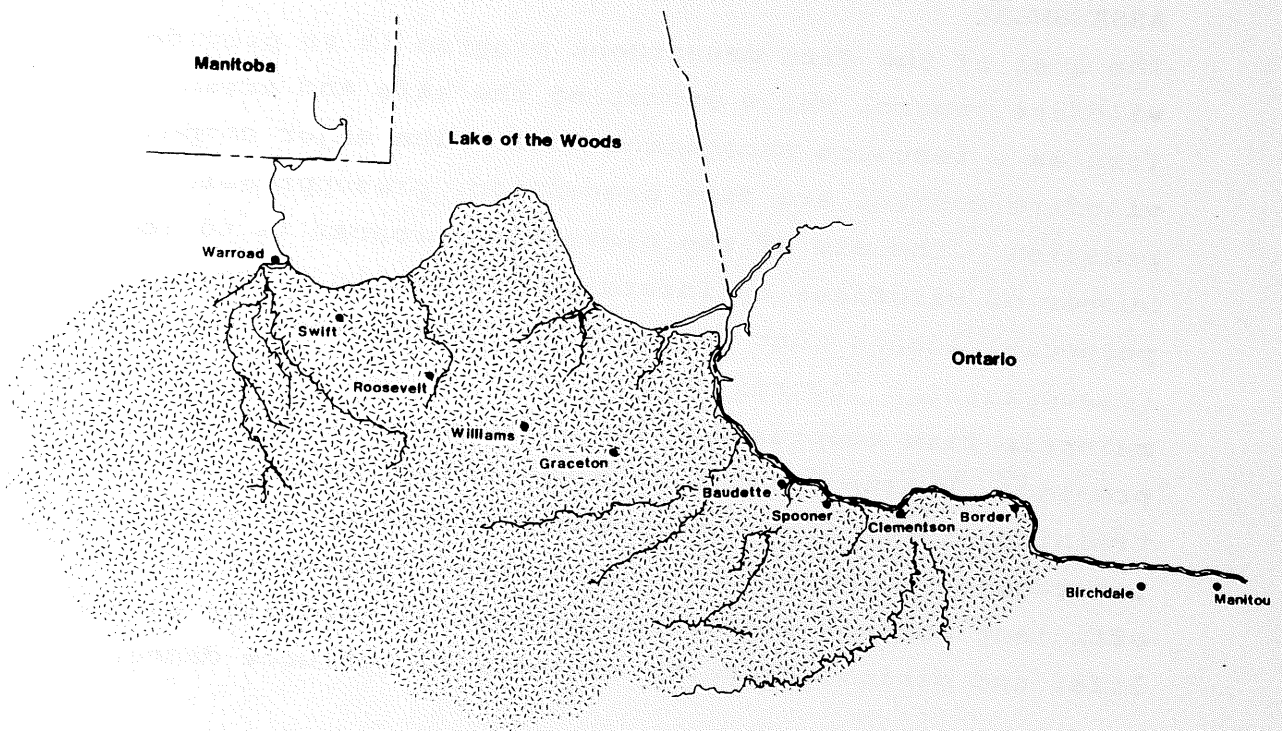 Manitoba
Lake of the Woods
Warroad
Swift
Ontario
Roosevelt
Williams
Graceton
Baudette
Spooner
Clementson
Border
Birchdale
Manitou